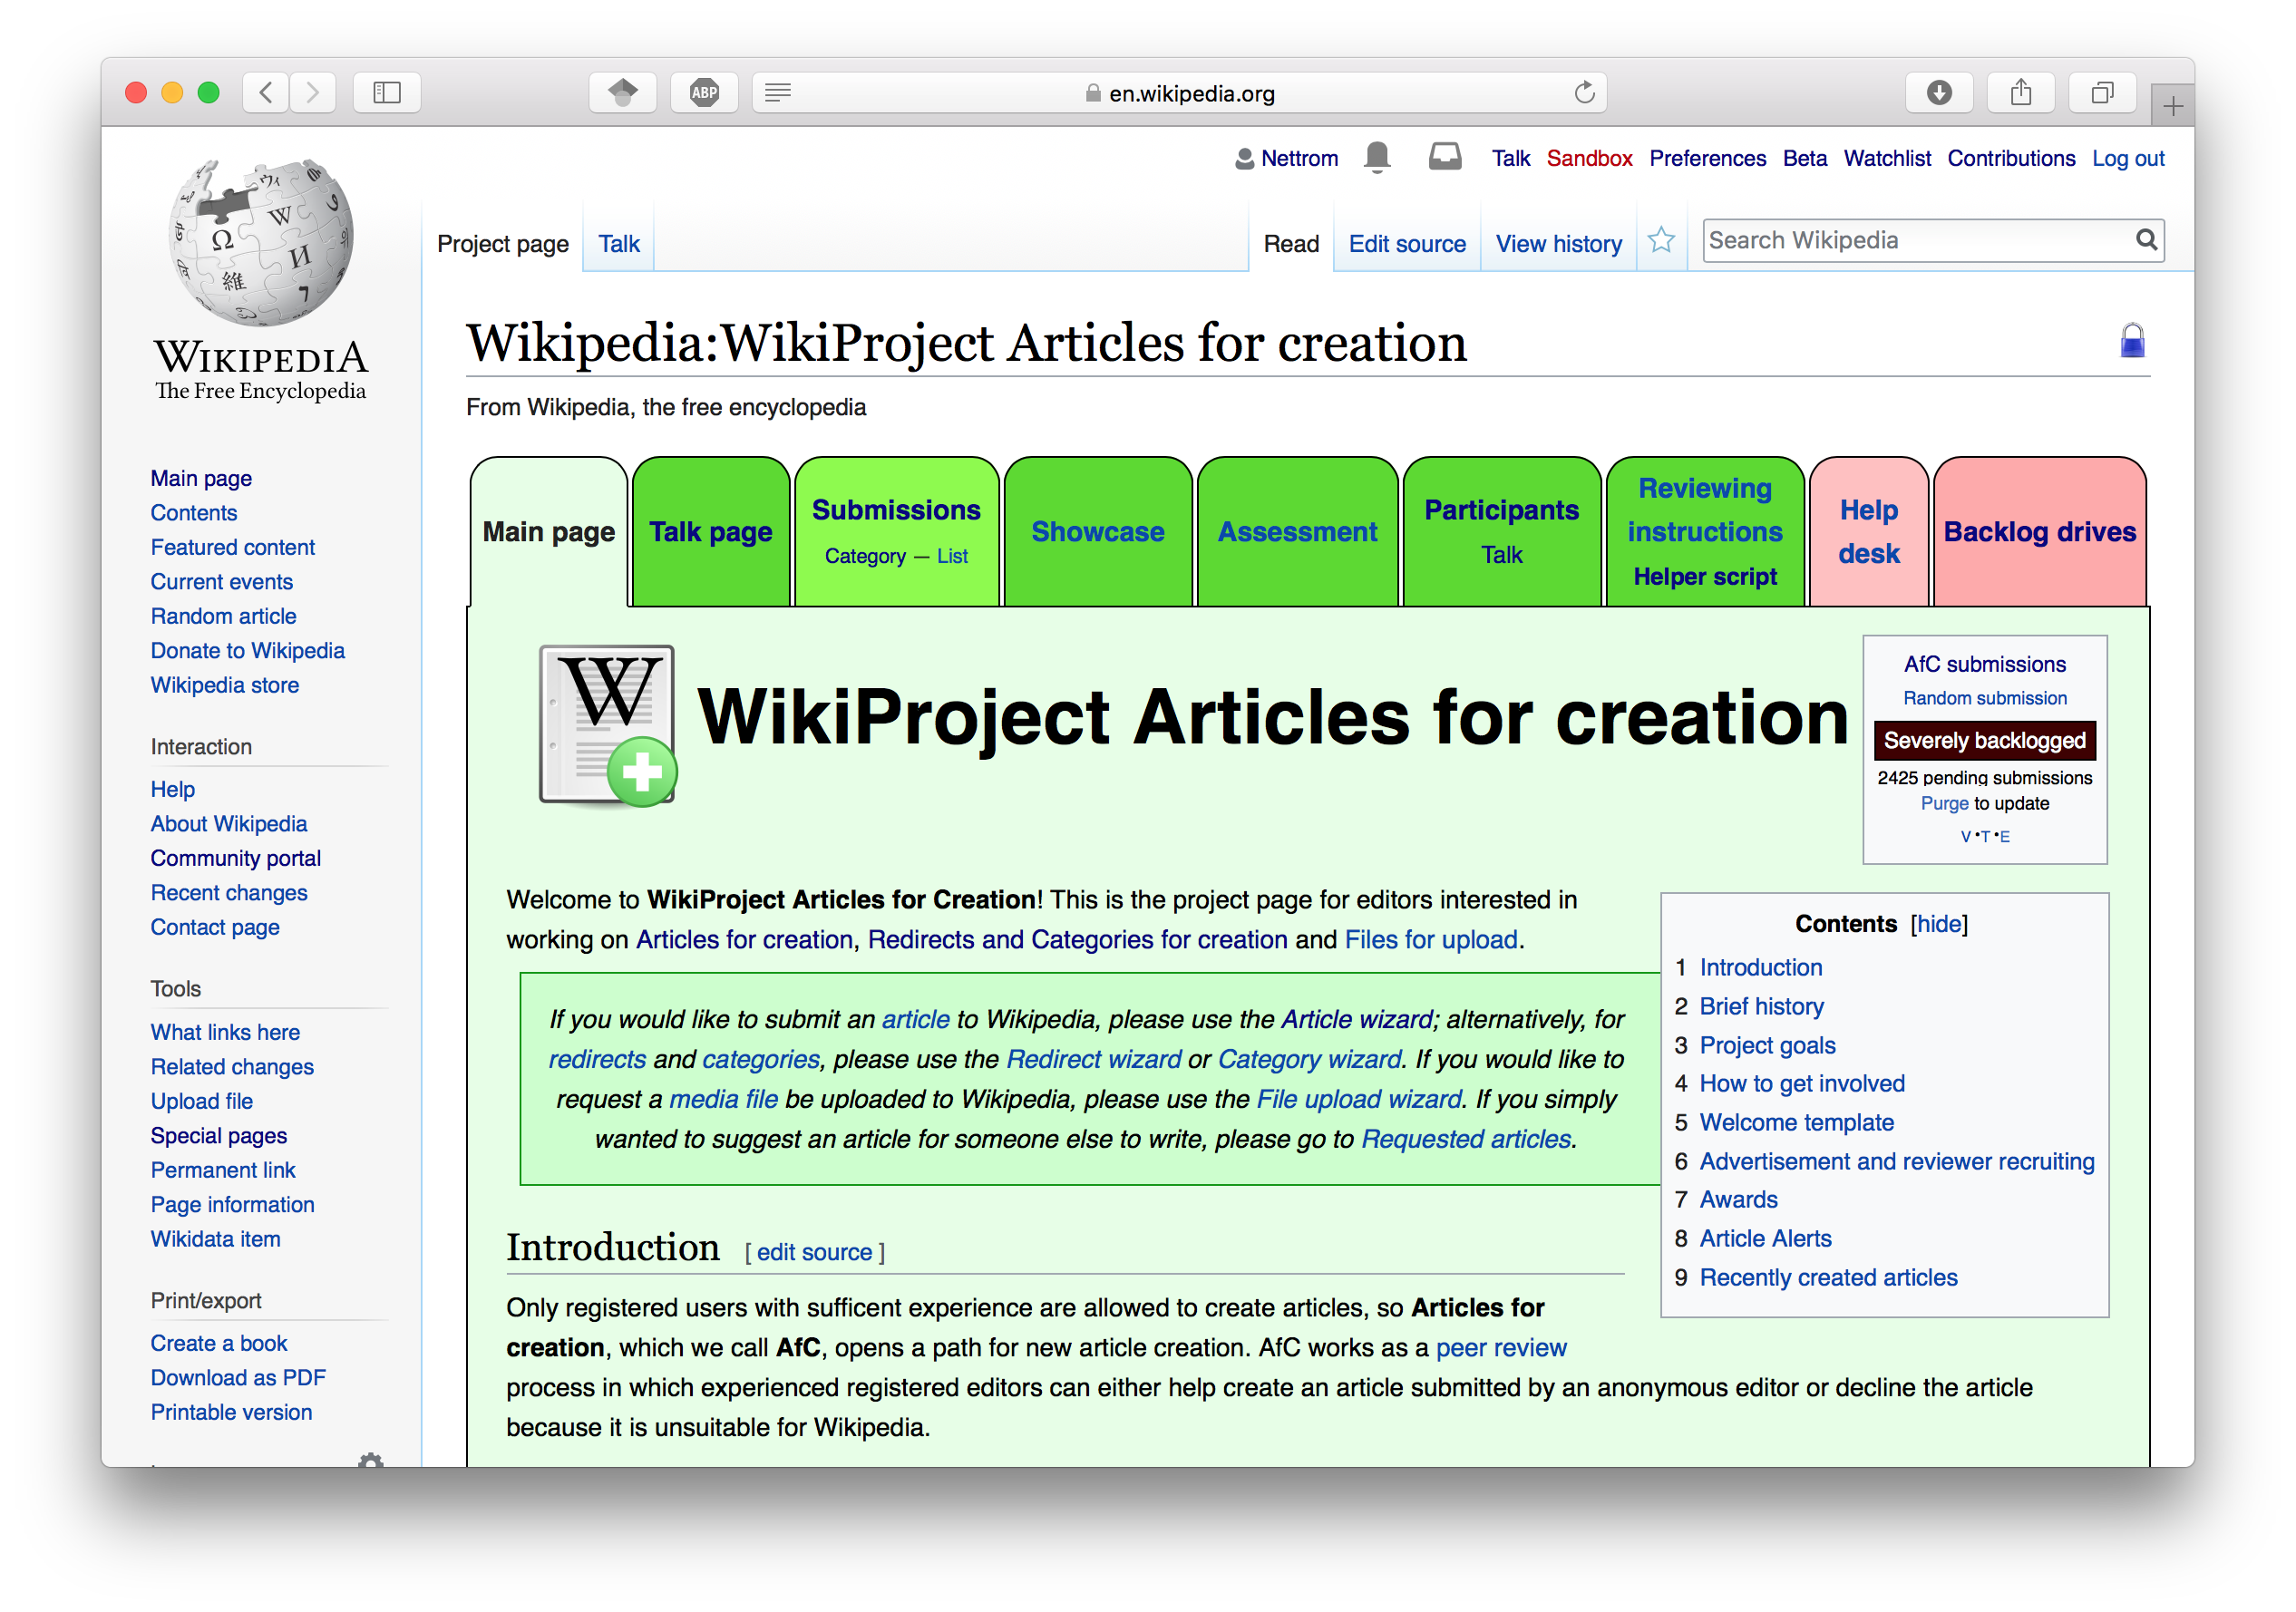 ABP
en.wikipedia.org
Nettrom Talk Sandbox Preferences Beta Watchlist Contributions Log out
WIKIPEDIA
The Free Encyclopedia
Project page Talk Read Edit source View history Search Wikipedia
Wikipedia:WikiProject Articles for creation
From Wikipedia, the free encyclopedia
Main page
Contents
Featured content
Current events
Random article
Donate to Wikipedia
Wikipedia store
Interaction
Help
About Wikipedia
Community portal
Recent changes
Contact page
Tools
What links here
Related changes
Upload file
Special pages
Permanent link
Page information
Wikidata item
Print/export
Create a book
Download as PDF
Printable version
Main page
Talk page
Submissions
Category — List
Showcase
Assessment
Participants
Talk
Reviewing
instructions
Helper script
Help
desk
Backlog drives
W
WikiProject Articles for creation
AfC submissions
Random submission
Severely backlogged
2425 pending submissions
Purge to update
V • T • E
Welcome to WikiProject Articles for Creation! This is the project page for editors interested in
working on Articles for creation, Redirects and Categories for creation and Files for upload.
If you would like to submit an article to Wikipedia, please use the Article wizard; alternatively, for
redirects and categories, please use the Redirect wizard or Category wizard. If you would like to
request a media file be uploaded to Wikipedia, please use the File upload wizard. If you simply
wanted to suggest an article for someone else to write, please go to Requested articles.
Contents [hide]
1 Introduction
2 Brief history
3 Project goals
4 How to get involved
5 Welcome template
6 Advertisement and reviewer recruiting
7 Awards
8 Article Alerts
9 Recently created articles
Introduction [ edit source ]
Only registered users with sufficent experience are allowed to create articles, so Articles for
creation, which we call AfC, opens a path for new article creation. AfC works as a peer review
process in which experienced registered editors can either help create an article submitted by an anonymous editor or decline the article
because it is unsuitable for Wikipedia.